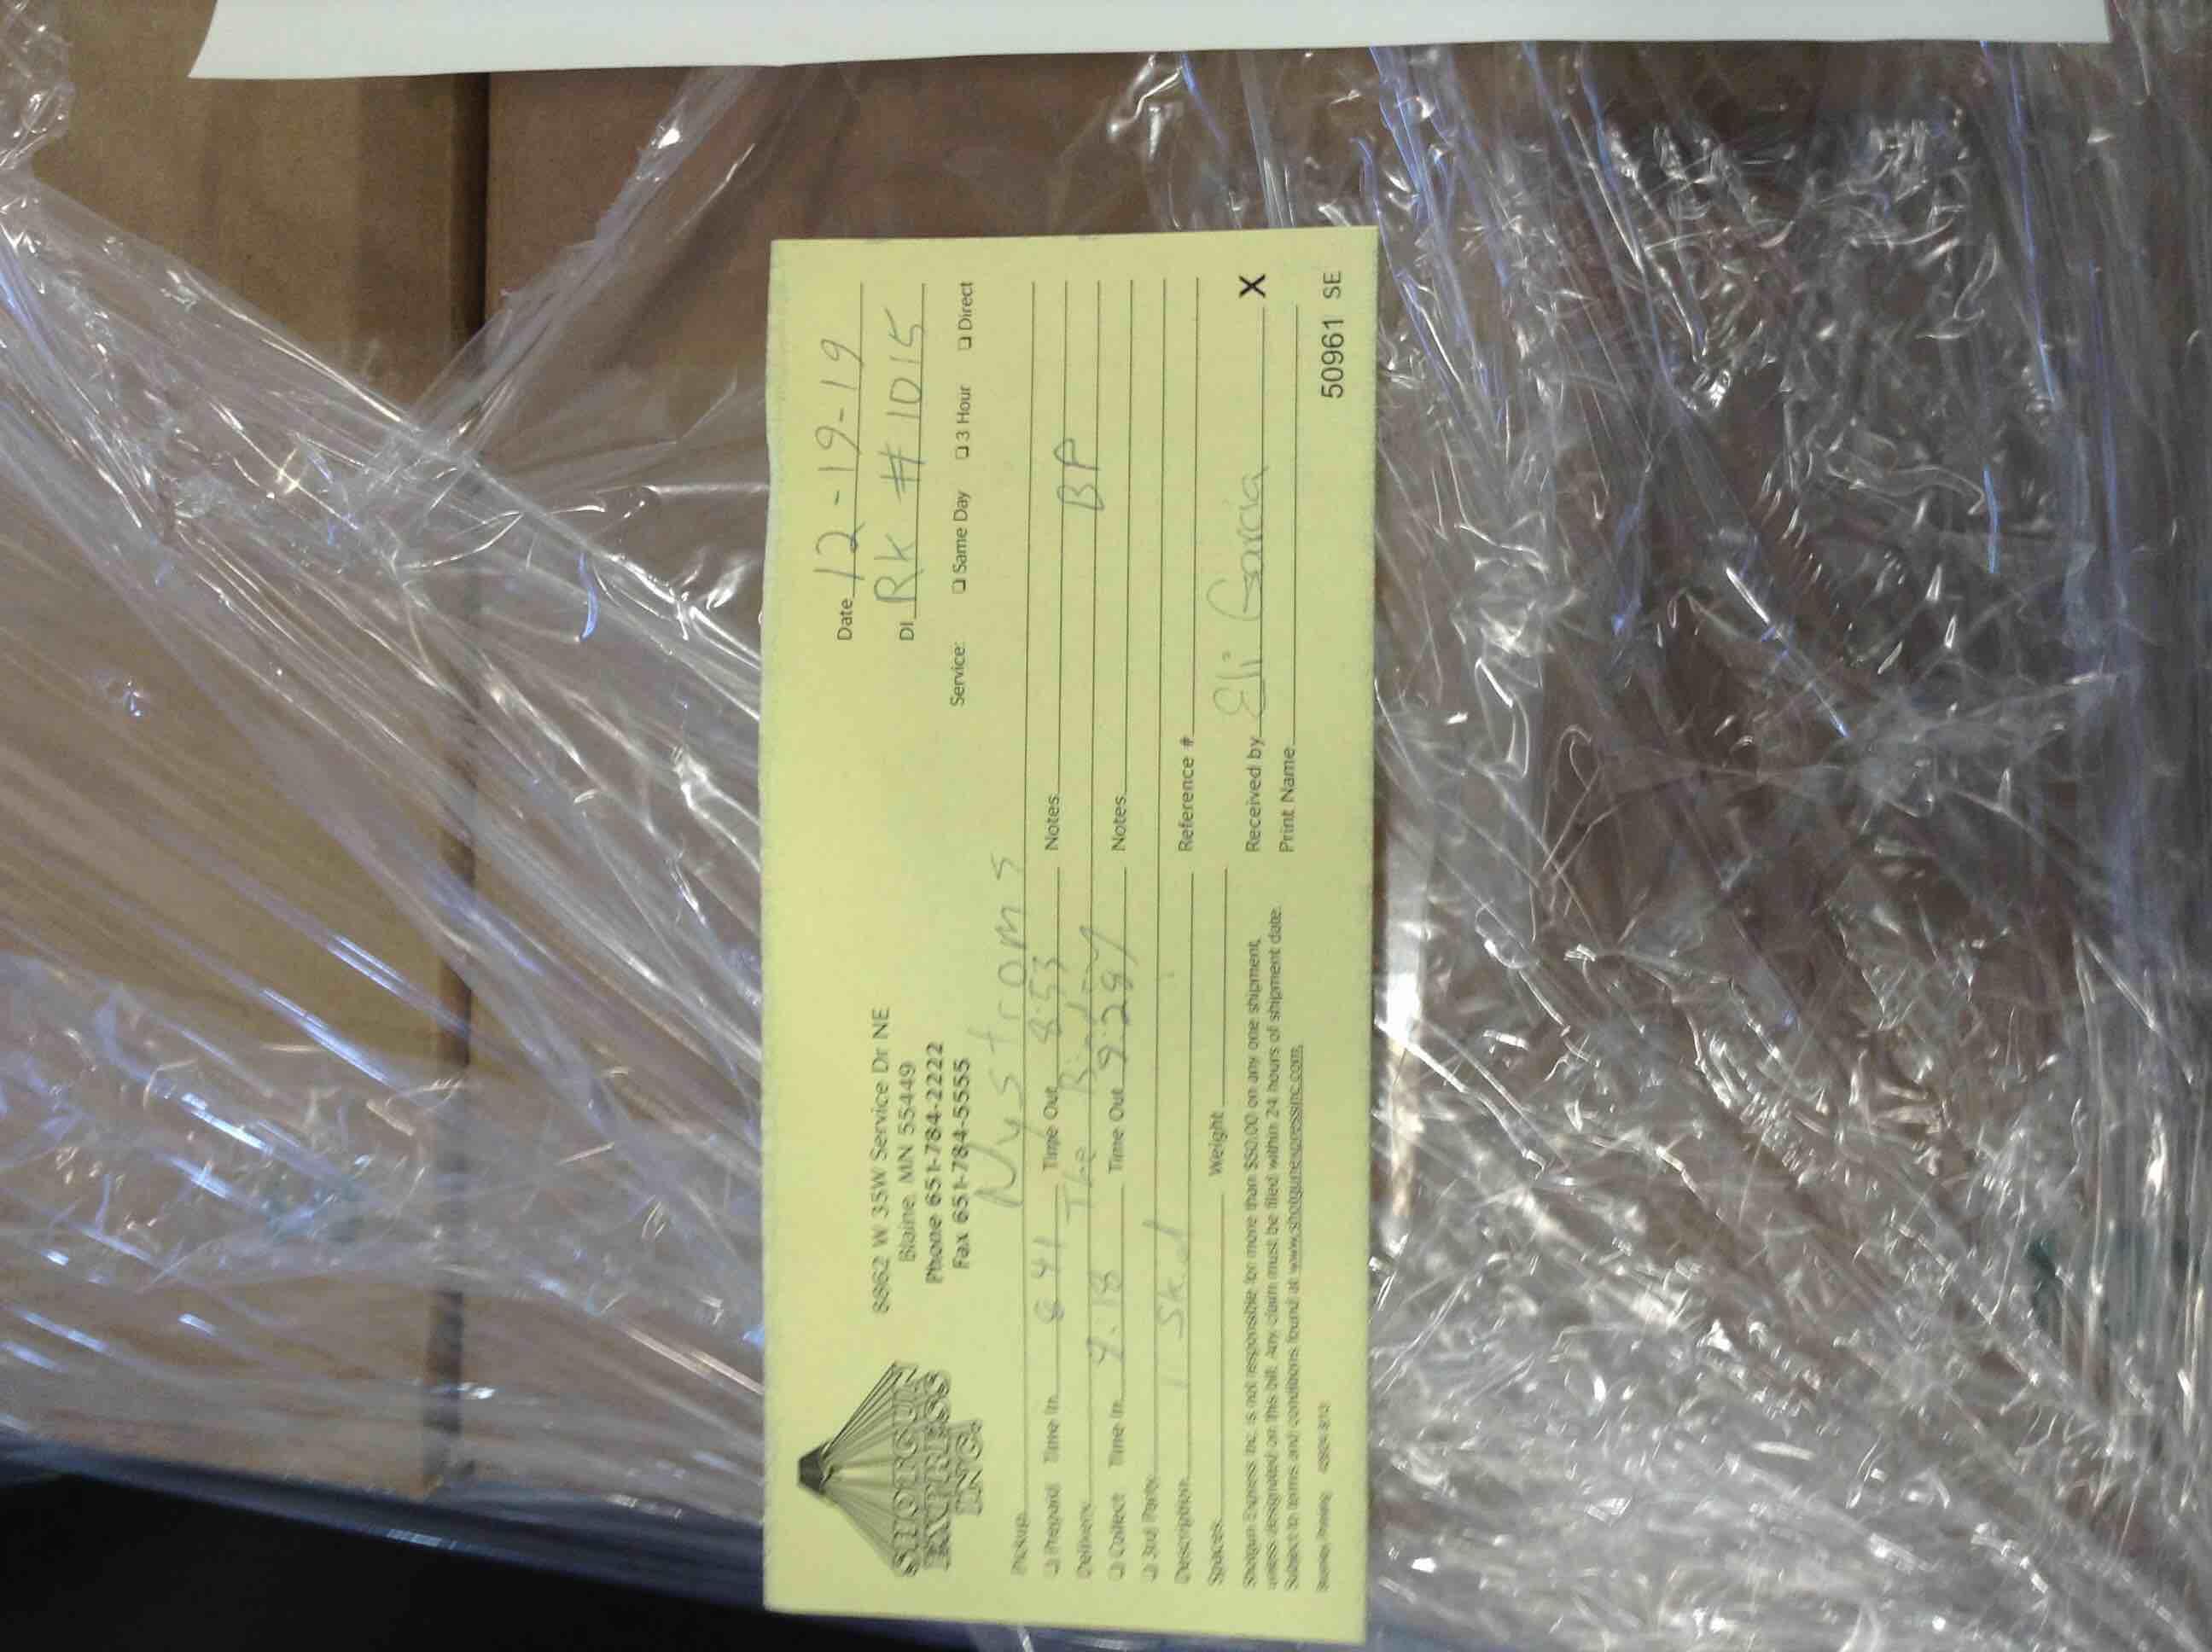 SHOTGUN EXPRESS INC.
8862 W 35W Service Dr NE
Blaine, MN 55449
Phone 651-784-2222
Fax 651-784-5555
Date 12-19-19
DI RK # 1015
Service: ❑ Same Day ❑ 3 Hour ❑ Direct
Pickup Nystroms
❑ Prepaid Time In 8 41 Time Out 8:53 Notes
Delivery The BP
❑ Collect Time In 9.18 Time Out 9:28 Notes
❑ 3rd Party
Description 1 Skid Reference #
Spaces Weight
Shotgun Express Inc. is not responsible for more than $50.00 on any one shipment,
unless designated on this bill. Any claim must be filed within 24 hours of shipment date.
Subject to terms and conditions found at www.shotgunexpressinc.com.
Received by Eli Garcia X
Print Name
50961 SE